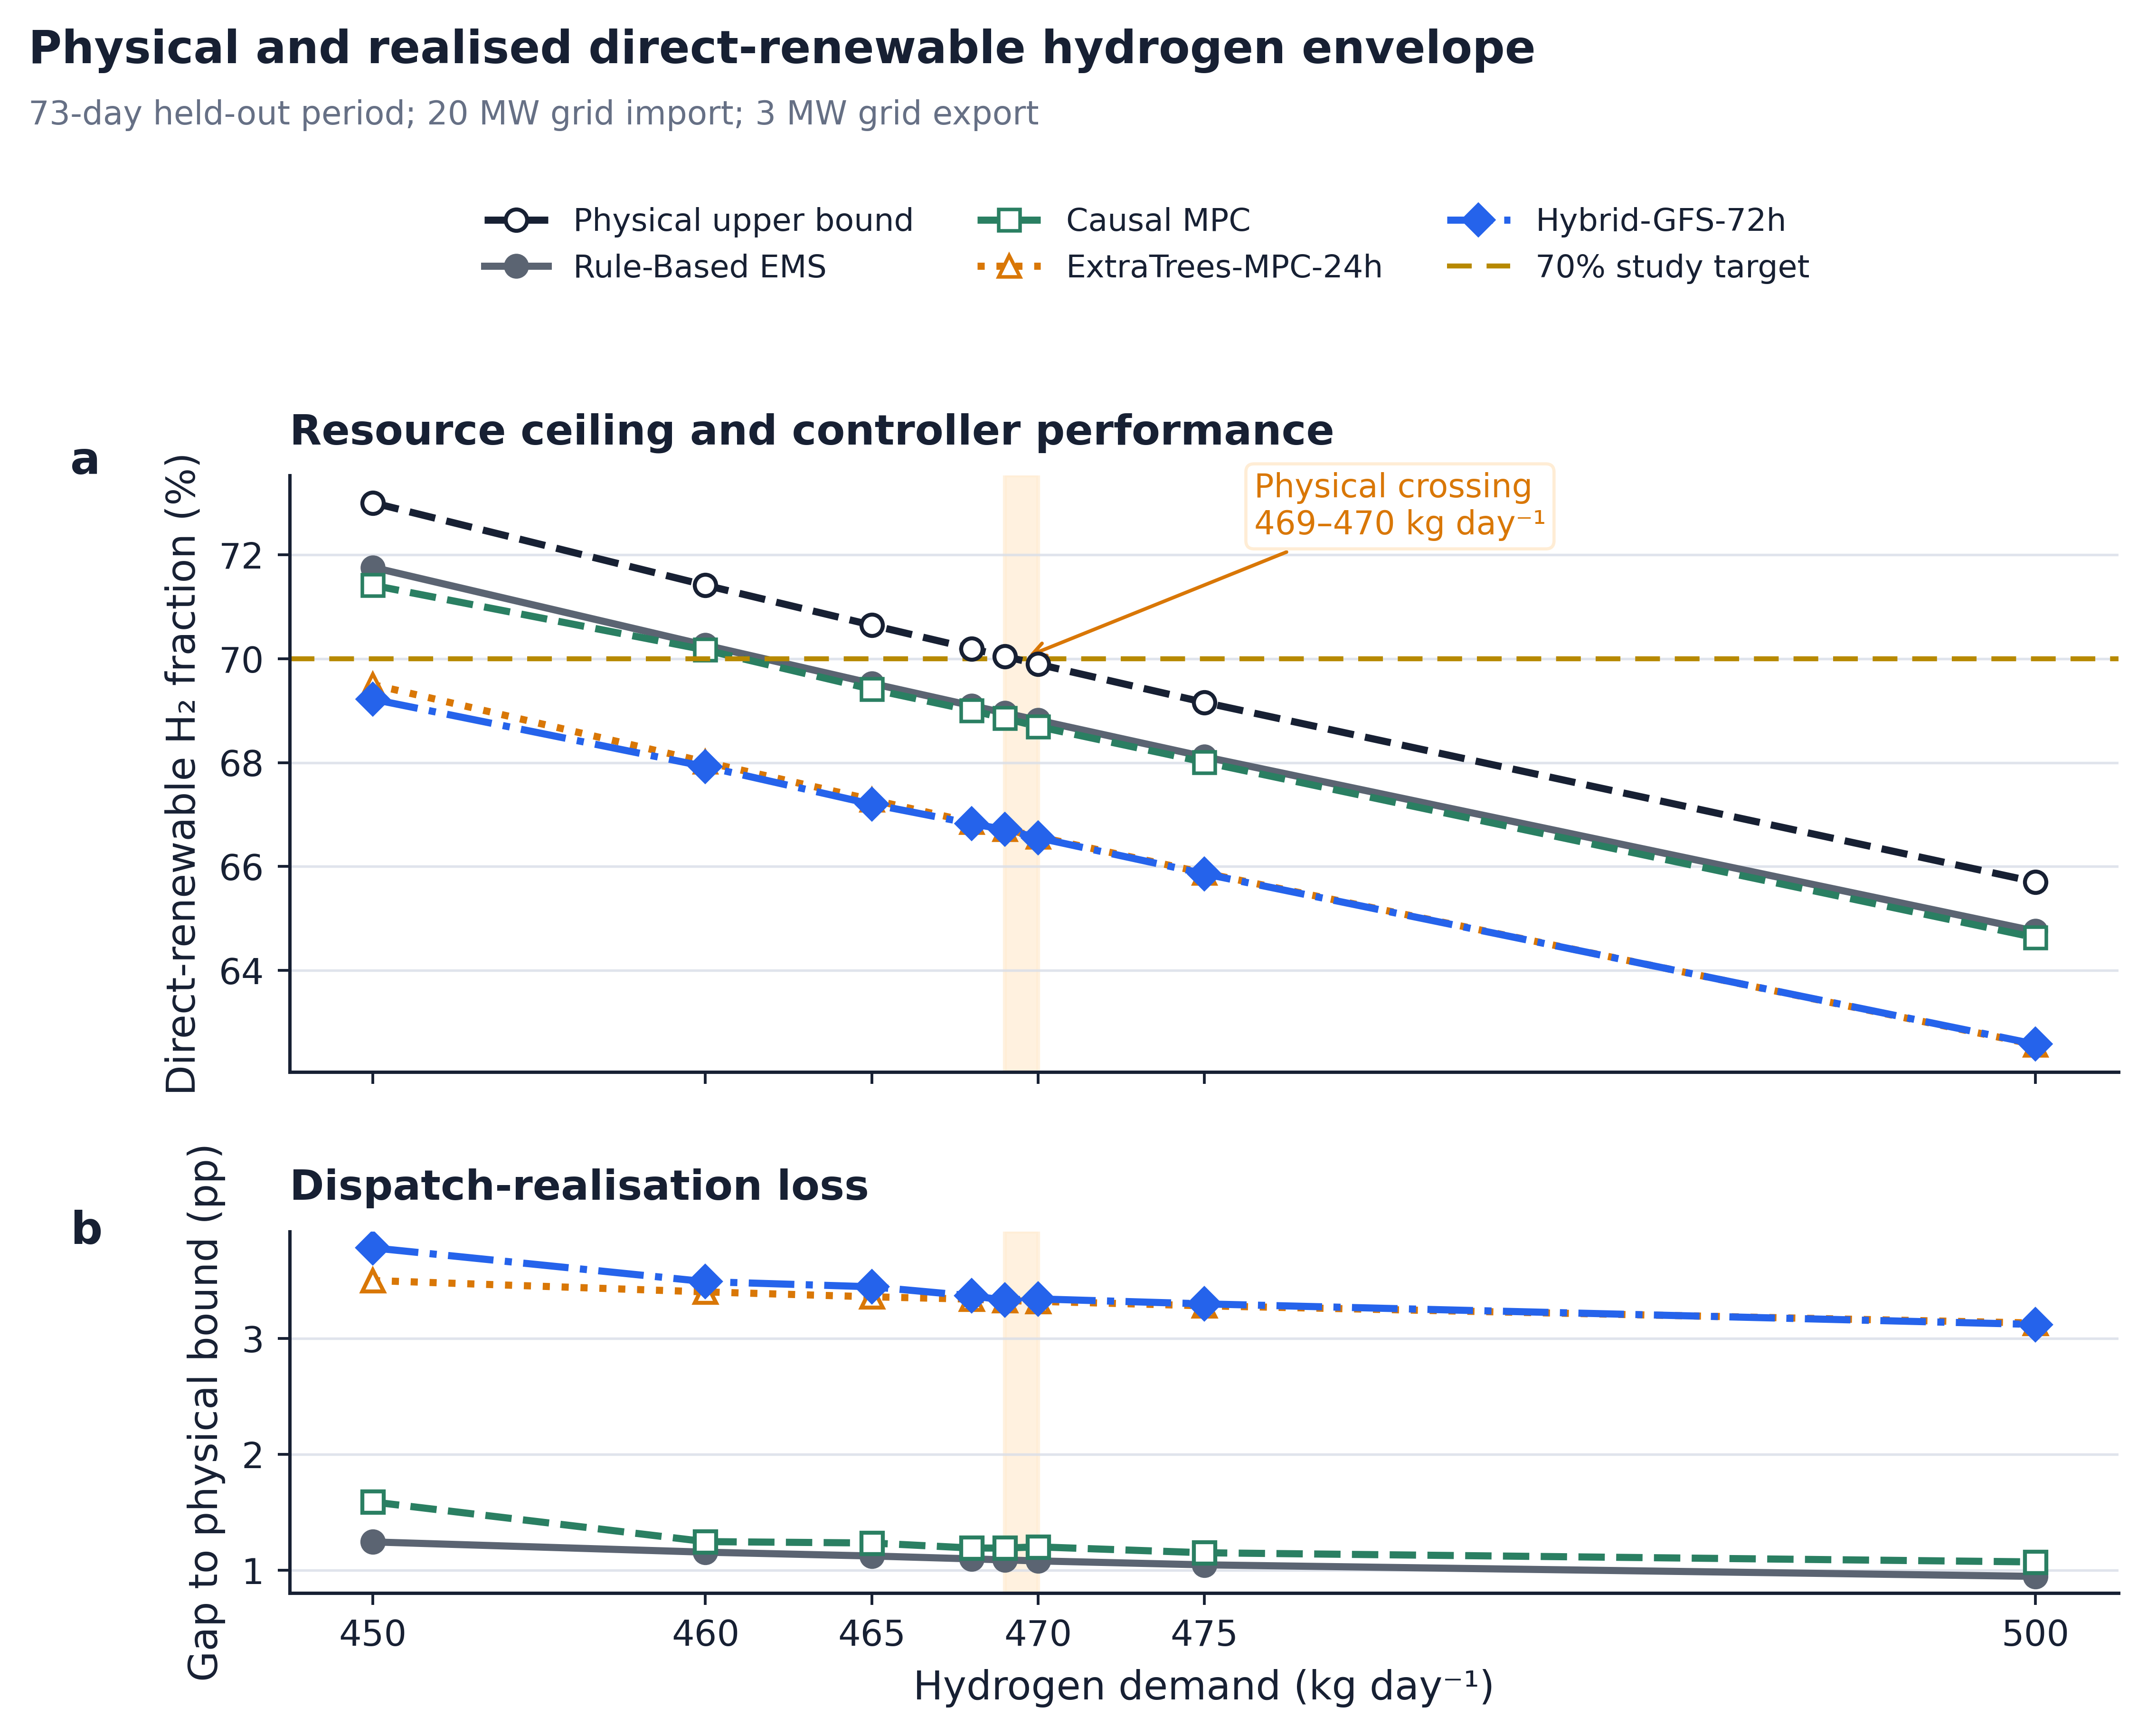 Physical and realised direct-renewable hydrogen envelope
73-day held-out period; 20 MW grid import; 3 MW grid export
Physical upper bound
Rule-Based EMS
Causal MPC
ExtraTrees-MPC-24h
Hybrid-GFS-72h
70% study target
a
Resource ceiling and controller performance
Direct-renewable H₂ fraction (%)
72
70
68
66
64
Physical crossing
469–470 kg day⁻¹
b
Dispatch-realisation loss
Gap to physical bound (pp)
3
2
1
450
460
465
470
475
500
Hydrogen demand (kg day⁻¹)